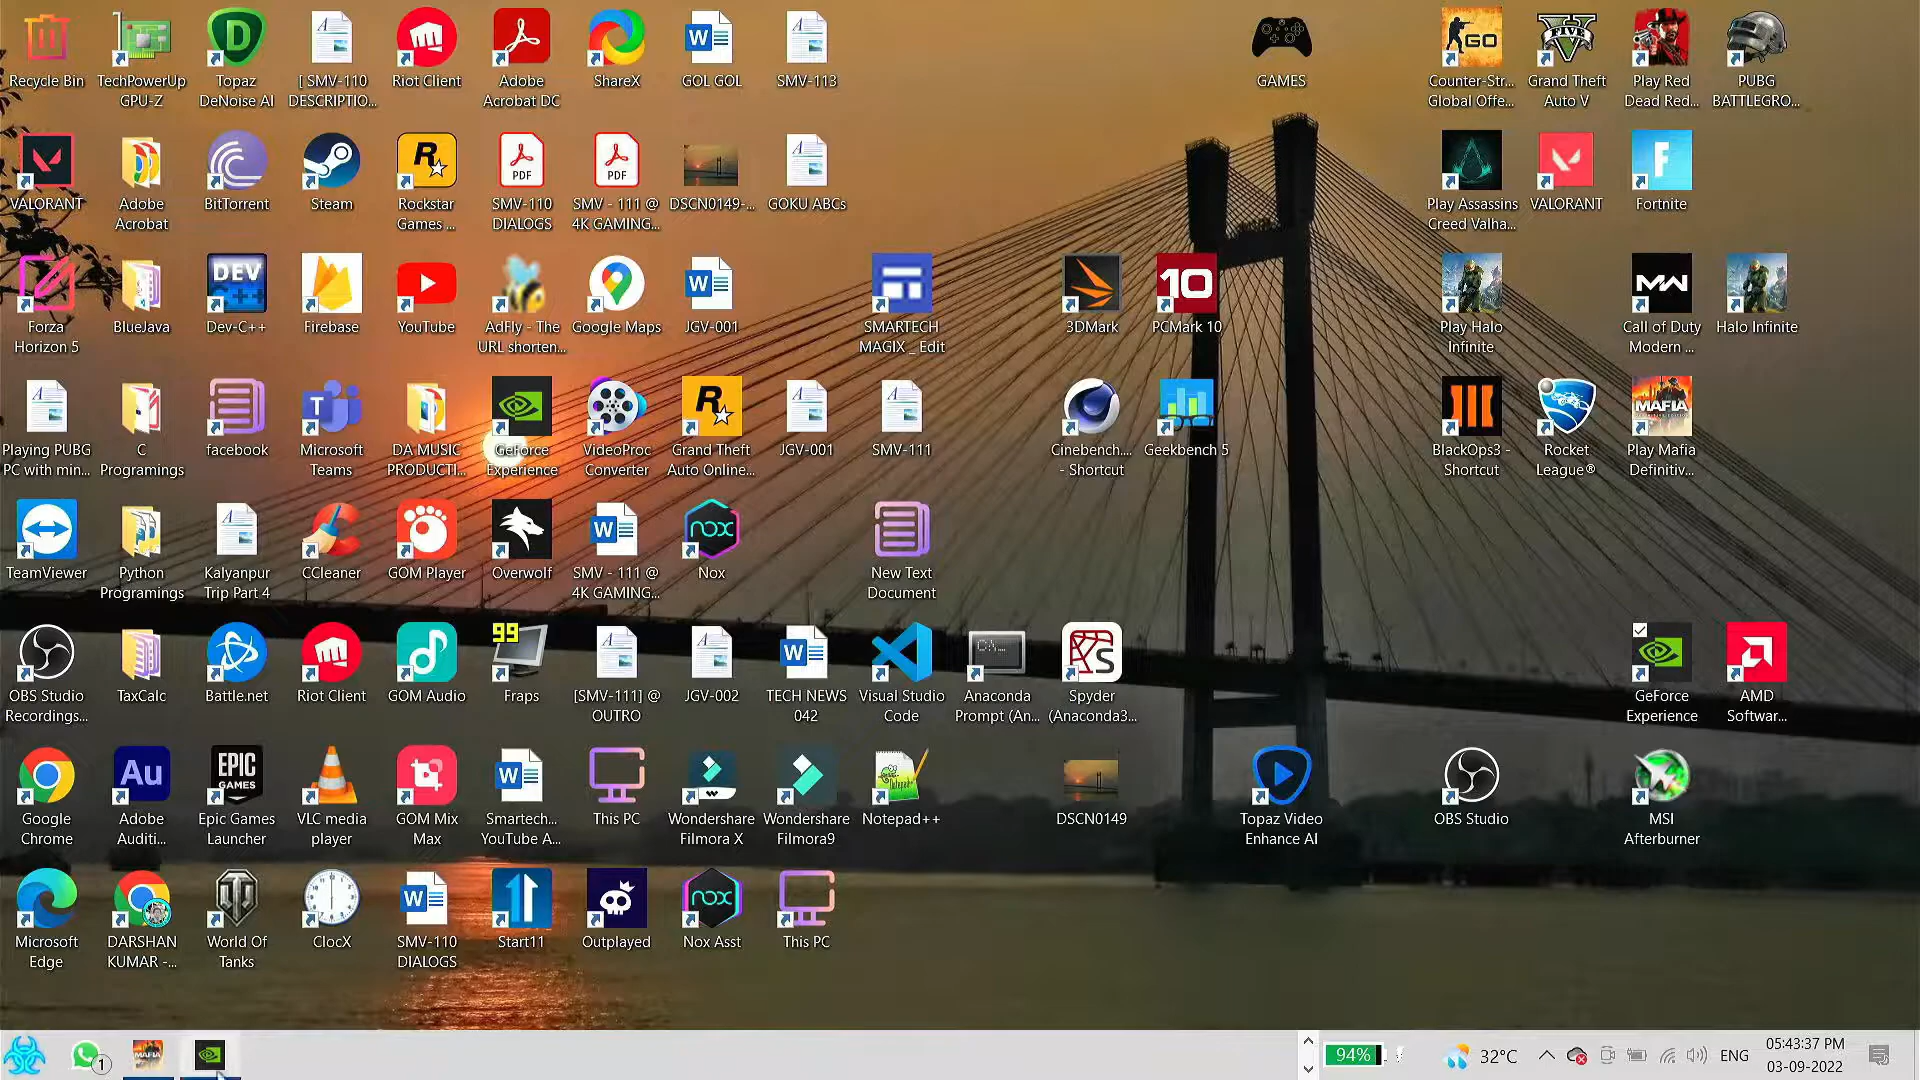 Recycle Bin
TechPowerUp
GPU-Z
Topaz
DeNoise AI
[ SMV-110
DESCRIPTIO...
Riot Client
Adobe
Acrobat DC
ShareX
GOL GOL
SMV-113
GAMES
Counter-Str...
Global Offe...
Grand Theft
Auto V
Play Red
Dead Red...
PUBG
BATTLEGRO...
VALORANT
Adobe
Acrobat
BitTorrent
Steam
Rockstar
Games ...
SMV-110
DIALOGS
SMV - 111 @
4K GAMING...
DSCN0149-...
GOKU ABCs
Play Assassins
Creed Valha...
VALORANT
Fortnite
Forza
Horizon 5
BlueJava
Dev-C++
Firebase
YouTube
AdFly - The
URL shorten...
Google Maps
JGV-001
SMARTECH
MAGIX _ Edit
3DMark
PCMark 10
Play Halo
Infinite
Call of Duty
Modern ...
Halo Infinite
Playing PUBG
PC with min...
C
Programings
facebook
Microsoft
Teams
DA MUSIC
PRODUCTI...
GeForce
Experience
VideoProc
Converter
Grand Theft
Auto Online...
JGV-001
SMV-111
Cinebench....
- Shortcut
Geekbench 5
BlackOps3 -
Shortcut
Rocket
League®
Play Mafia
Definitiv...
TeamViewer
Python
Programings
Kalyanpur
Trip Part 4
CCleaner
GOM Player
Overwolf
SMV - 111 @
4K GAMING...
Nox
New Text
Document
OBS Studio
Recordings...
TaxCalc
Battle.net
Riot Client
GOM Audio
Fraps
[SMV-111] @
OUTRO
JGV-002
TECH NEWS
042
Visual Studio
Code
Anaconda
Prompt (An...
Spyder
(Anaconda3...
GeForce
Experience
AMD
Softwar...
Google
Chrome
Adobe
Auditi...
Epic Games
Launcher
VLC media
player
GOM Mix
Max
Smartech...
YouTube A...
This PC
Wondershare
Filmora X
Wondershare
Filmora9
Notepad++
DSCN0149
Topaz Video
Enhance AI
OBS Studio
MSI
Afterburner
Microsoft
Edge
DARSHAN
KUMAR -...
World Of
Tanks
ClocX
SMV-110
DIALOGS
Start11
Outplayed
Nox Asst
This PC
1
94%
32°C
ENG
05:43:37 PM
03-09-2022